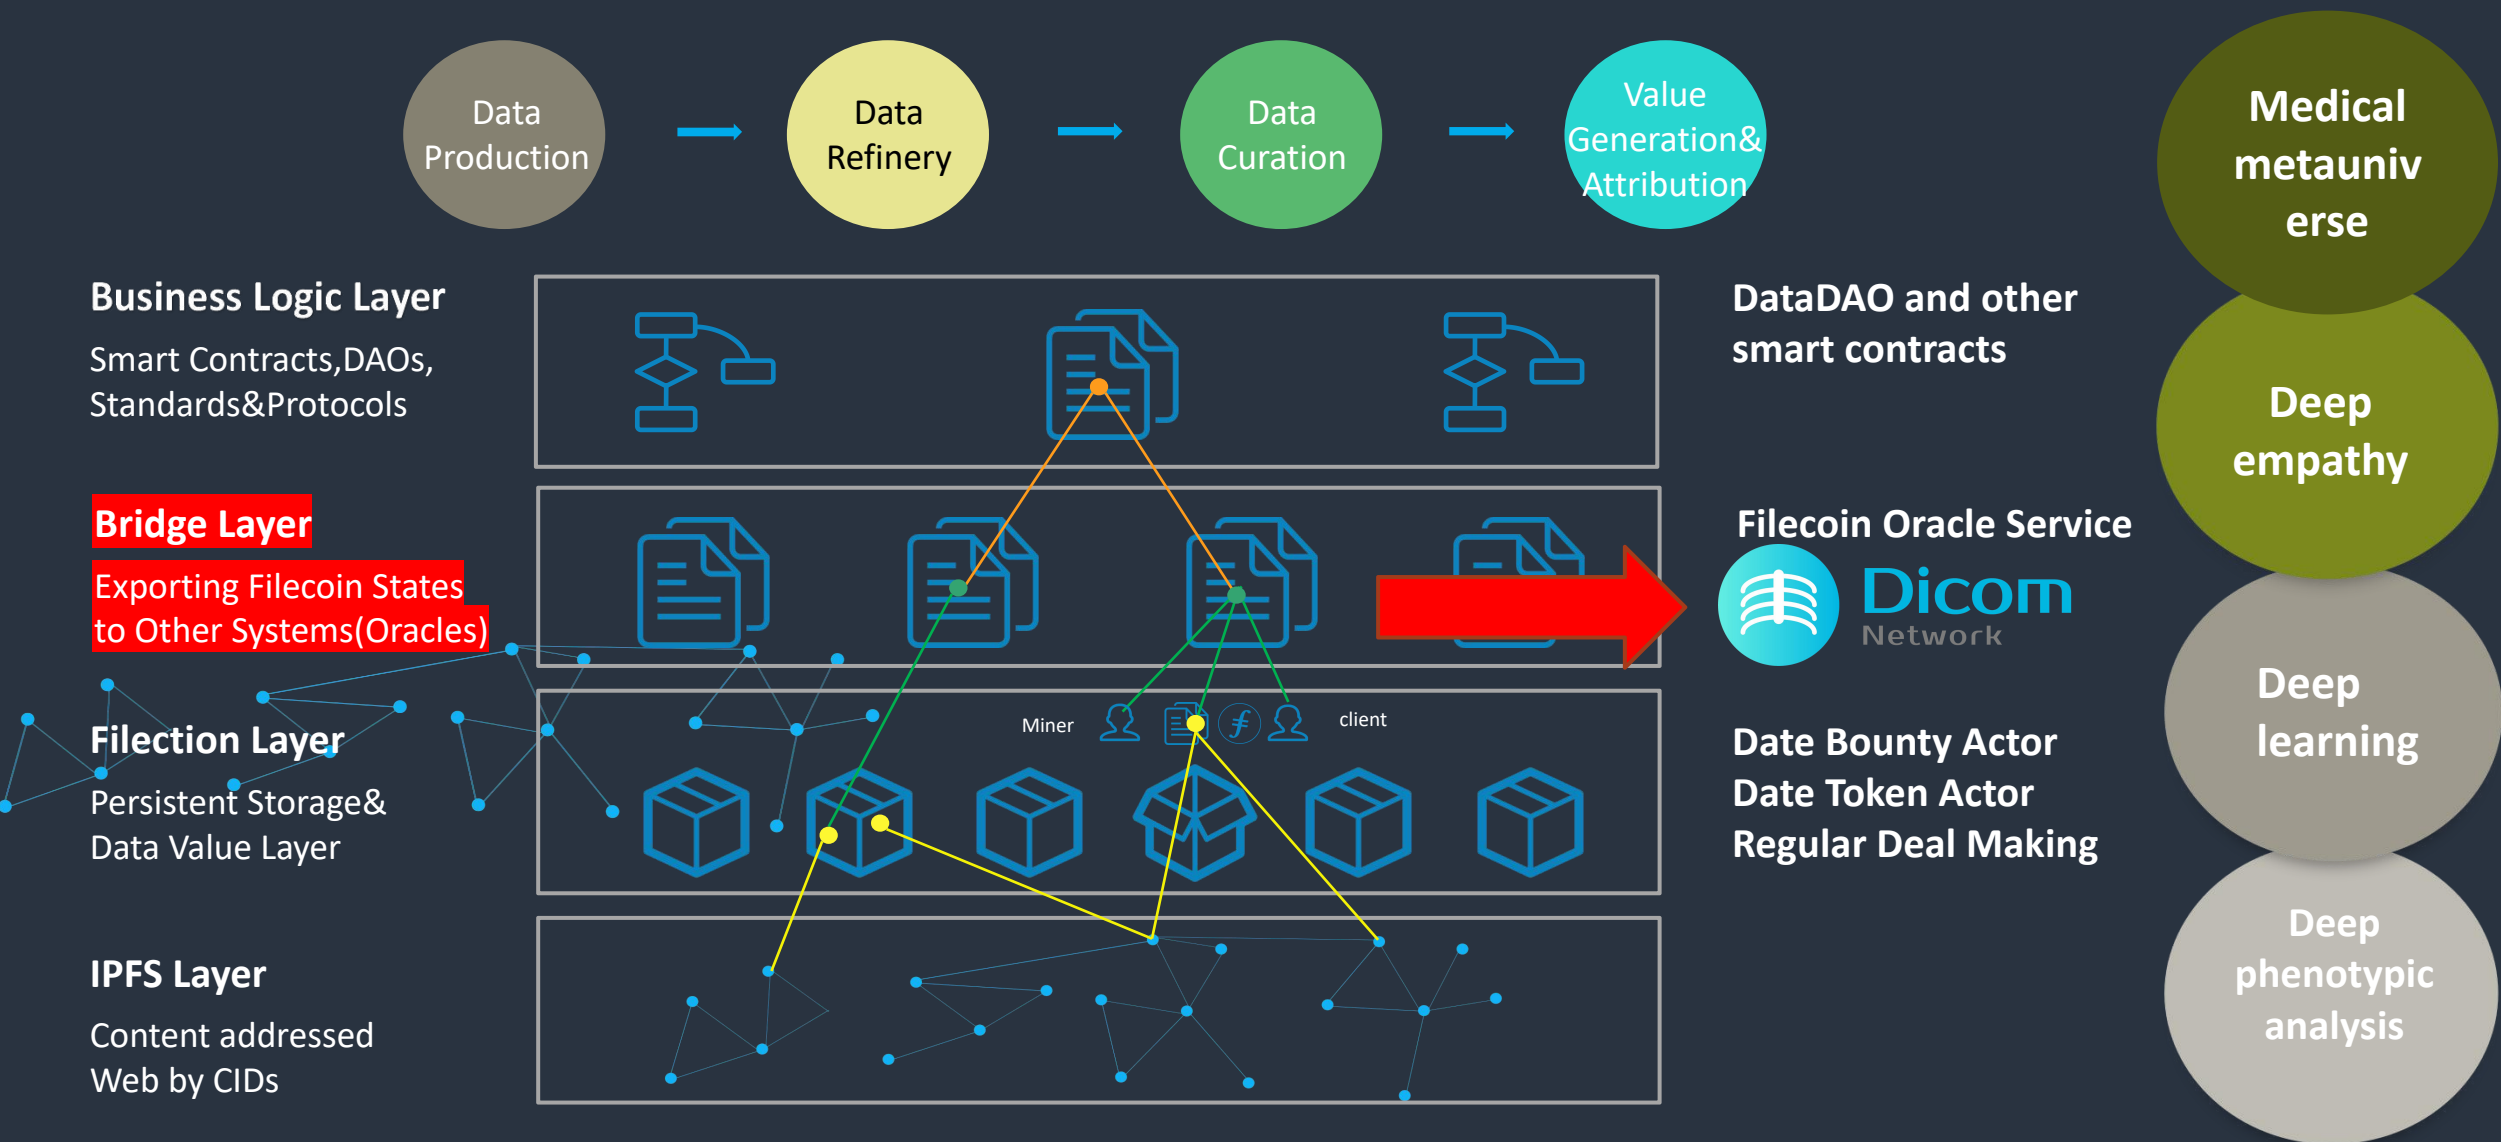 Data
Production
Data
Refinery
Data
Curation
Value
Generation&
Attribution
Medical
metauniv
erse
Business Logic Layer
Smart Contracts,DAOs,
Standards&Protocols
DataDAO and other
smart contracts
Deep
empathy
Bridge Layer
Exporting Filecoin States
to Other Systems(Oracles)
Filecoin Oracle Service
Dicom
Network
Filection Layer
Persistent Storage&
Data Value Layer
Miner
client
Date Bounty Actor
Date Token Actor
Regular Deal Making
Deep
learning
IPFS Layer
Content addressed
Web by CIDs
Deep
phenotypic
analysis